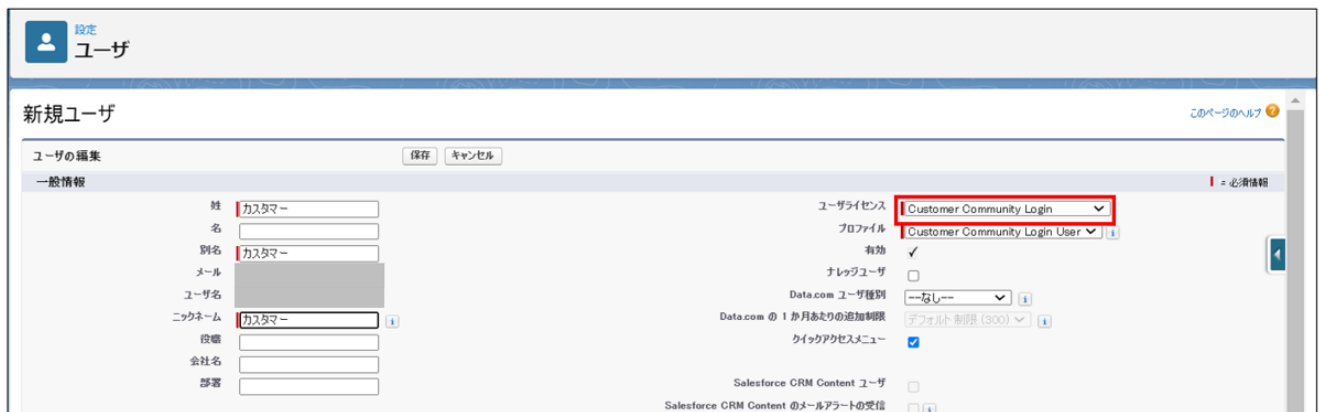 設定
ユーザ
新規ユーザ
このページのヘルプ ?
ユーザの編集 保存 キャンセル
一般情報 = 必須情報
姓 カスタマー ユーザライセンス Customer Community Login
名 プロファイル Customer Community Login User i
別名 カスタマー 有効
メール ナレッジユーザ
ユーザ名 Data.com ユーザ種別 --なし-- i
ニックネーム カスタマー i Data.com の 1 か月あたりの追加制限 デフォルト制限 (300) i
役職 クイックアクセスメニュー
会社名
部署 Salesforce CRM Content ユーザ
Salesforce CRM Content のメールアラートの受信 i